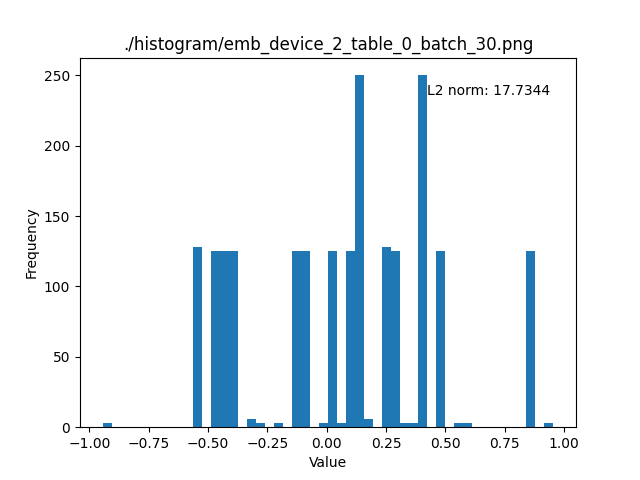 ./histogram/emb_device_2_table_0_batch_30.png
L2 norm: 17.7344
Frequency
250
200
150
100
50
0
−1.00 −0.75 −0.50 −0.25 0.00 0.25 0.50 0.75 1.00
Value